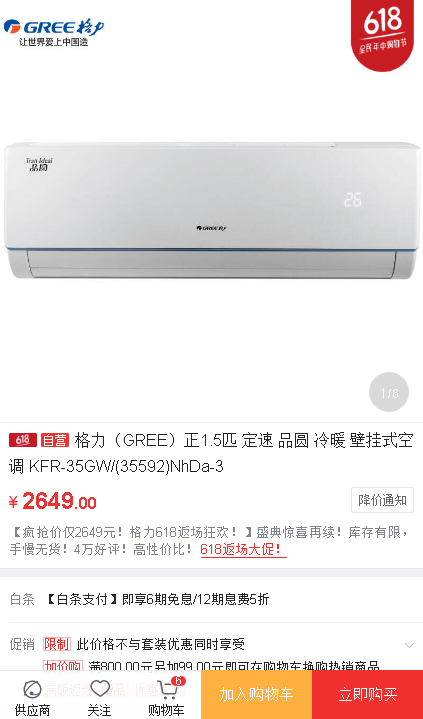 GREE格力
让世界爱上中国造
618
全民年中购物节
Trait Ideal
品圆
26
GREE格力
1/6
618 自营 格力（GREE）正1.5匹 定速 品圆 冷暖 壁挂式空
调 KFR-35GW/(35592)NhDa-3
¥ 2649.00
降价通知
【疯抢价仅2649元！格力618返场狂欢！】盛典惊喜再续！库存有限，
手慢无货！4万好评！高性价比！618返场大促！
白条 【白条支付】即享6期免息/12期息费5折
促销 限制 此价格不与套装优惠同时享受
加价购 满800.00元另加99.00元即可在购物车换购热销商品
供应商
关注
6
购物车
加入购物车
立即购买